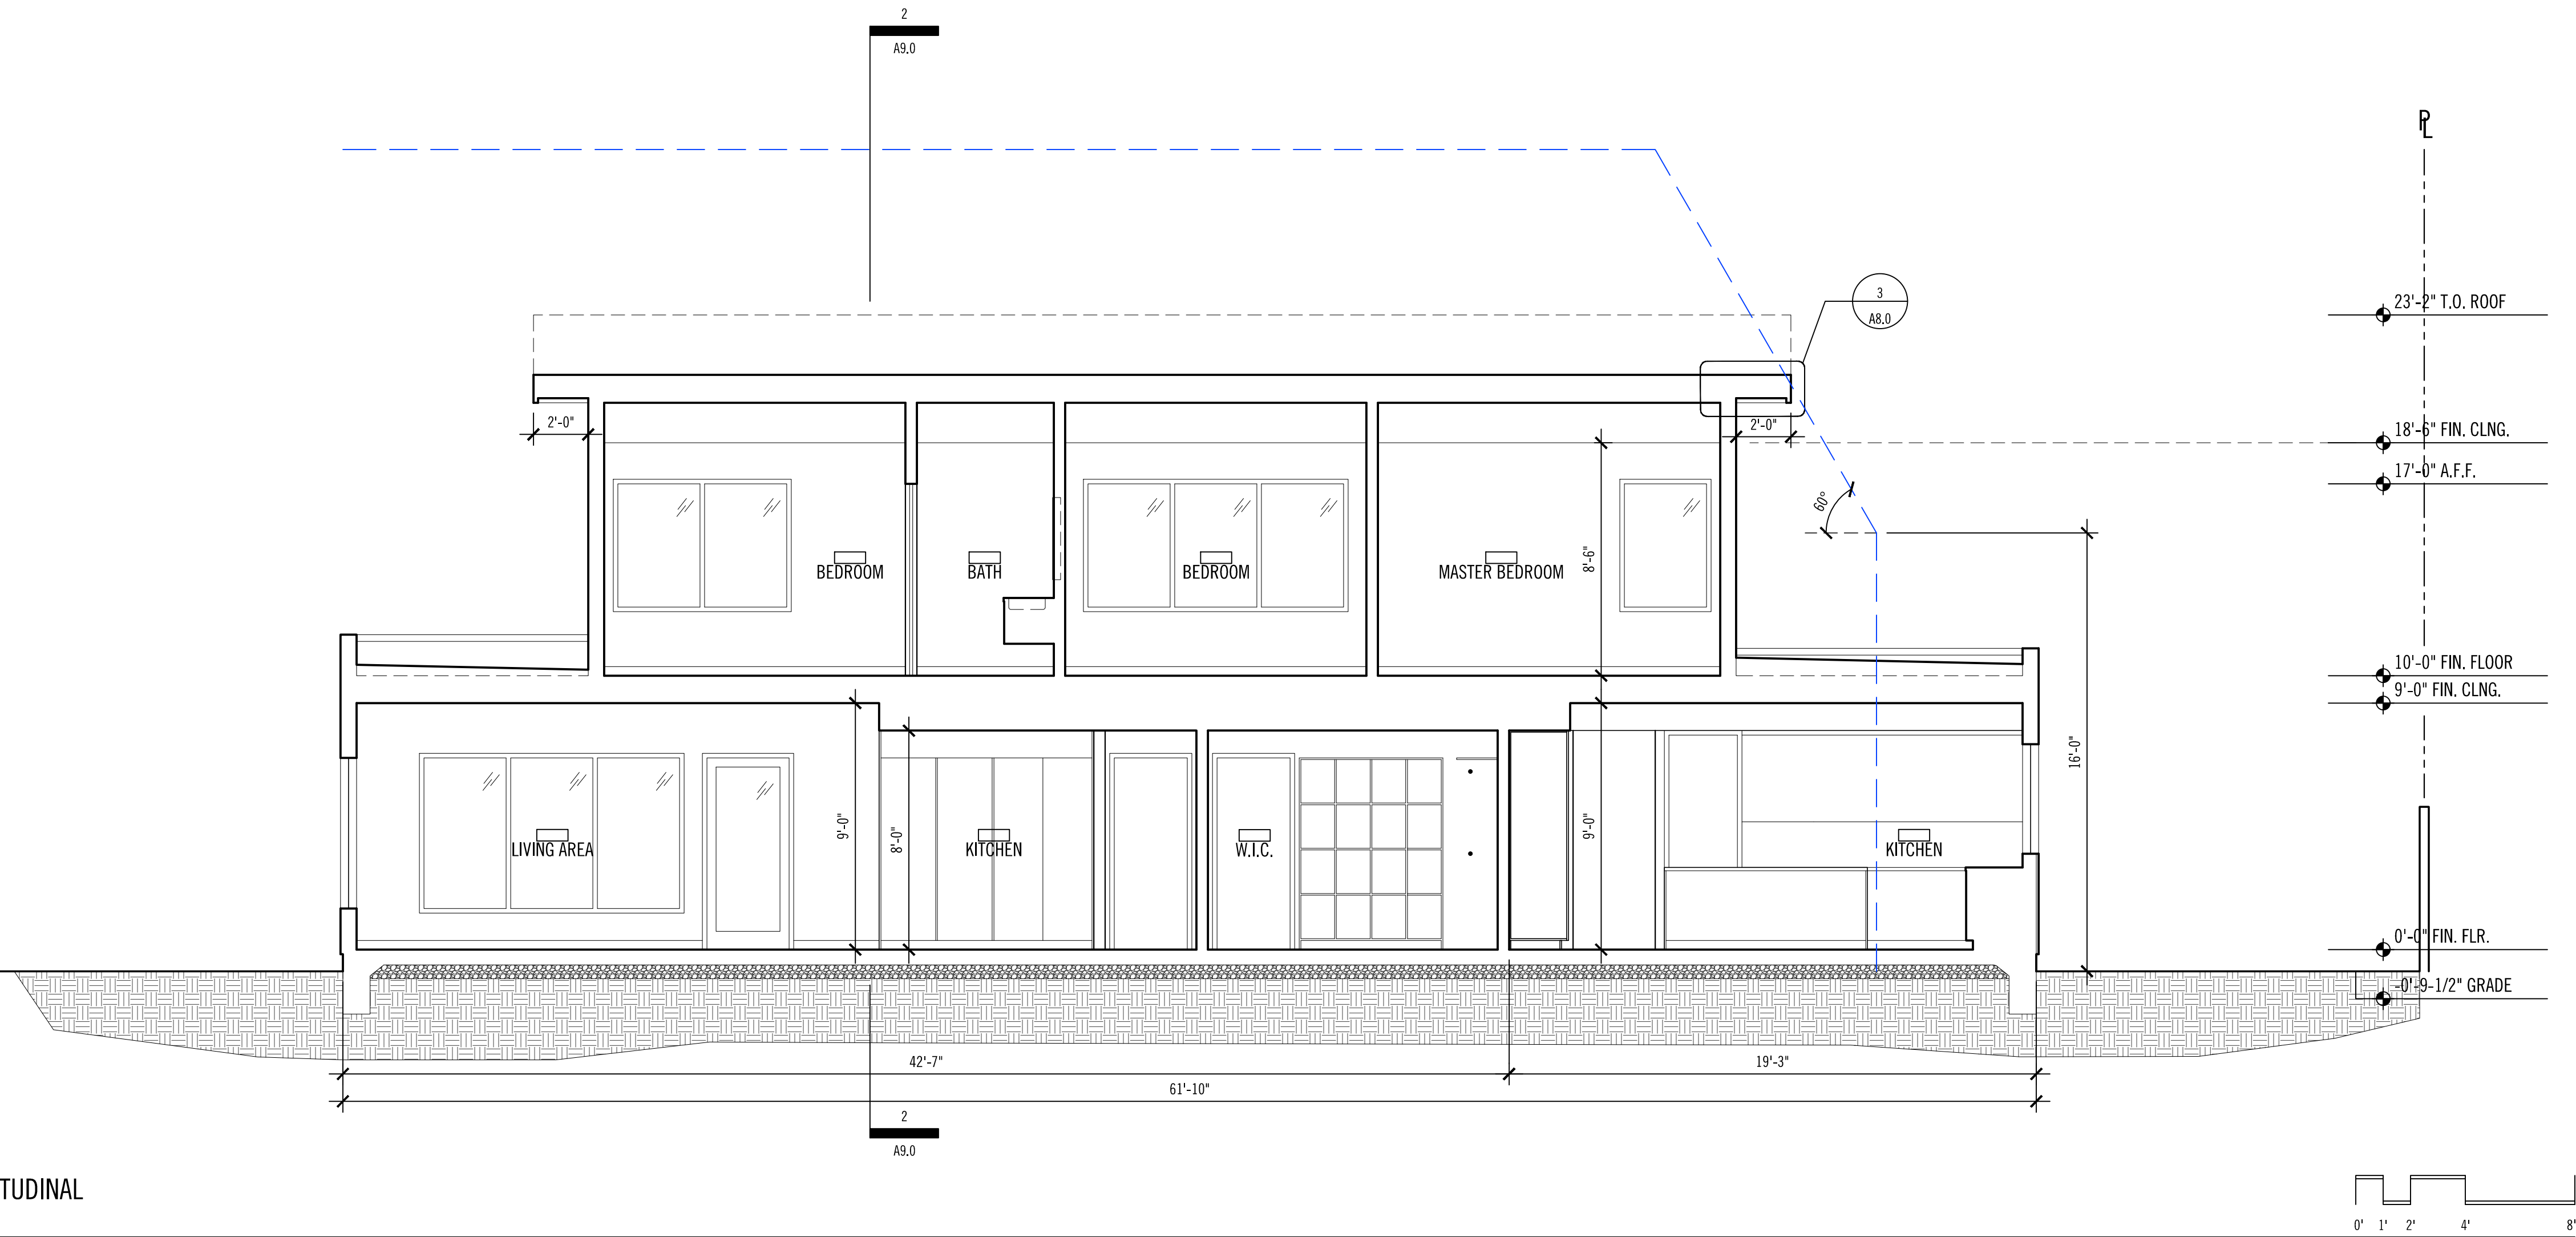 2
A9.0
PL
3
A8.0
23'-2" T.O. ROOF
2'-0"
2'-0"
18'-6" FIN. CLNG.
17'-0" A.F.F.
60°
BEDROOM
BATH
BEDROOM
MASTER BEDROOM
8'-6"
10'-0" FIN. FLOOR
9'-0" FIN. CLNG.
16'-0"
9'-0"
8'-0"
9'-0"
LIVING AREA
KITCHEN
W.I.C.
KITCHEN
0'-0" FIN. FLR.
-0'-9-1/2" GRADE
42'-7"
19'-3"
61'-10"
2
A9.0
TUDINAL
0' 1' 2' 4' 8'